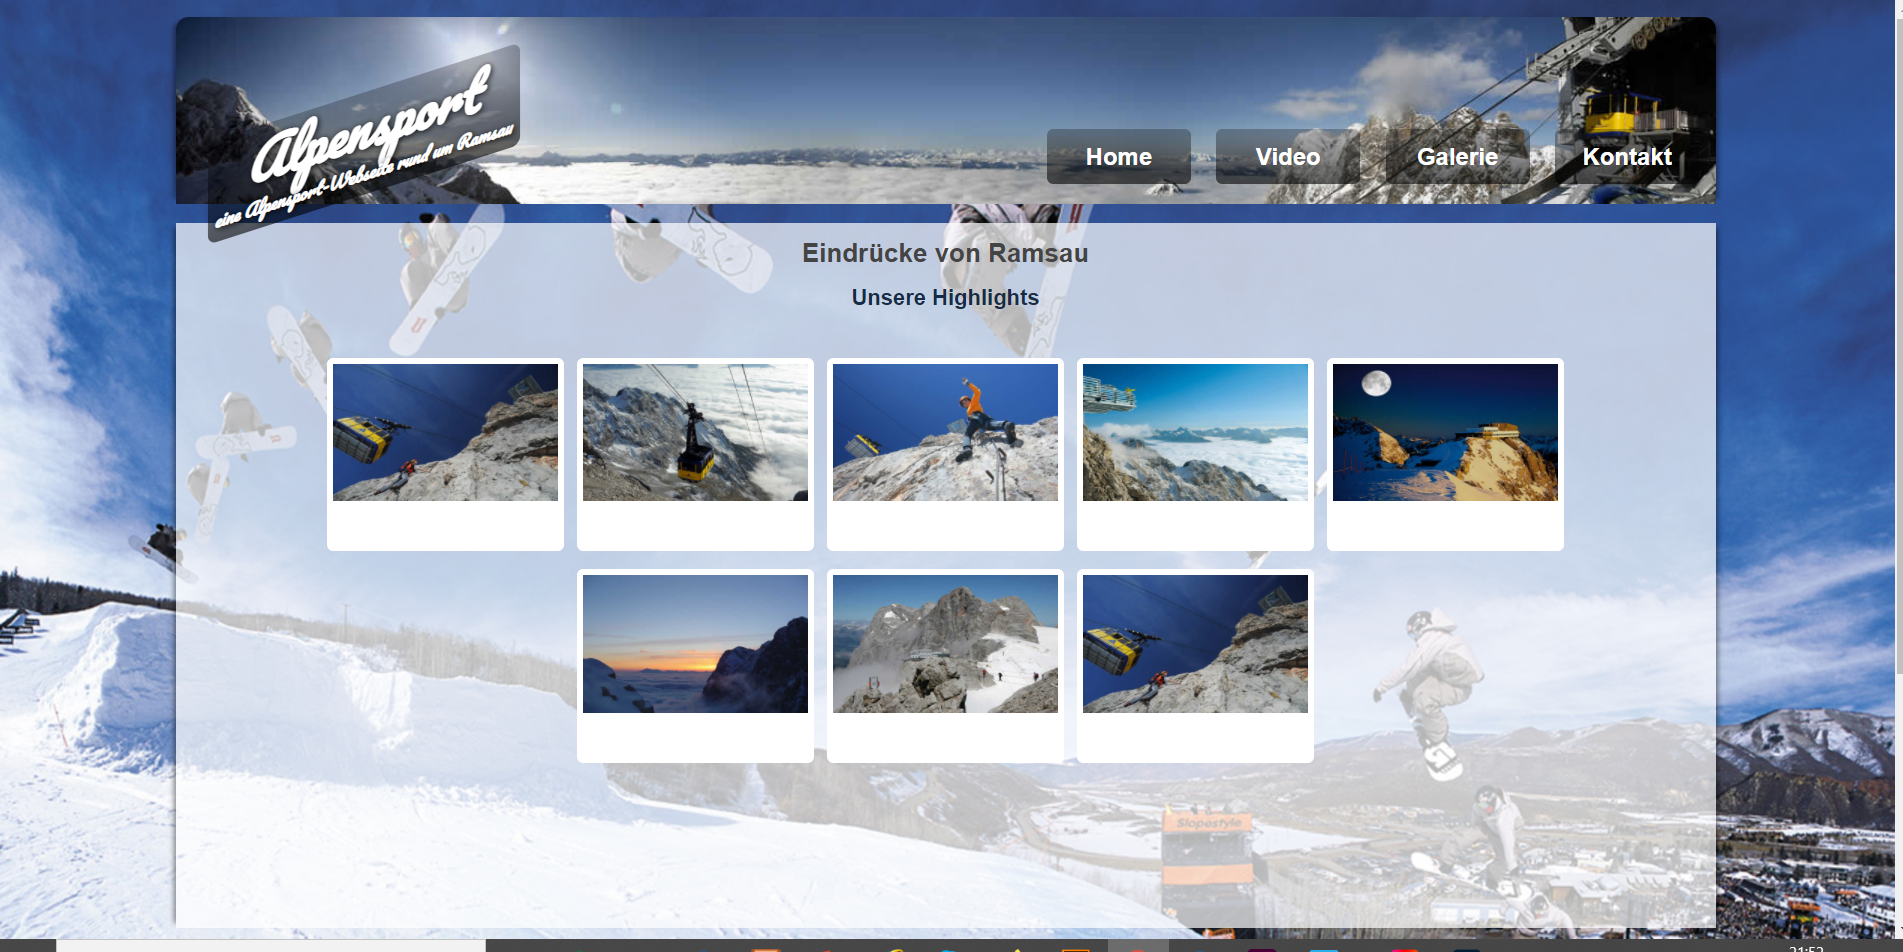 Alpensport
eine Alpensport-Webseite rund um Ramsau
Home Video Galerie Kontakt
Eindrücke von Ramsau
Unsere Highlights
Slopestyle